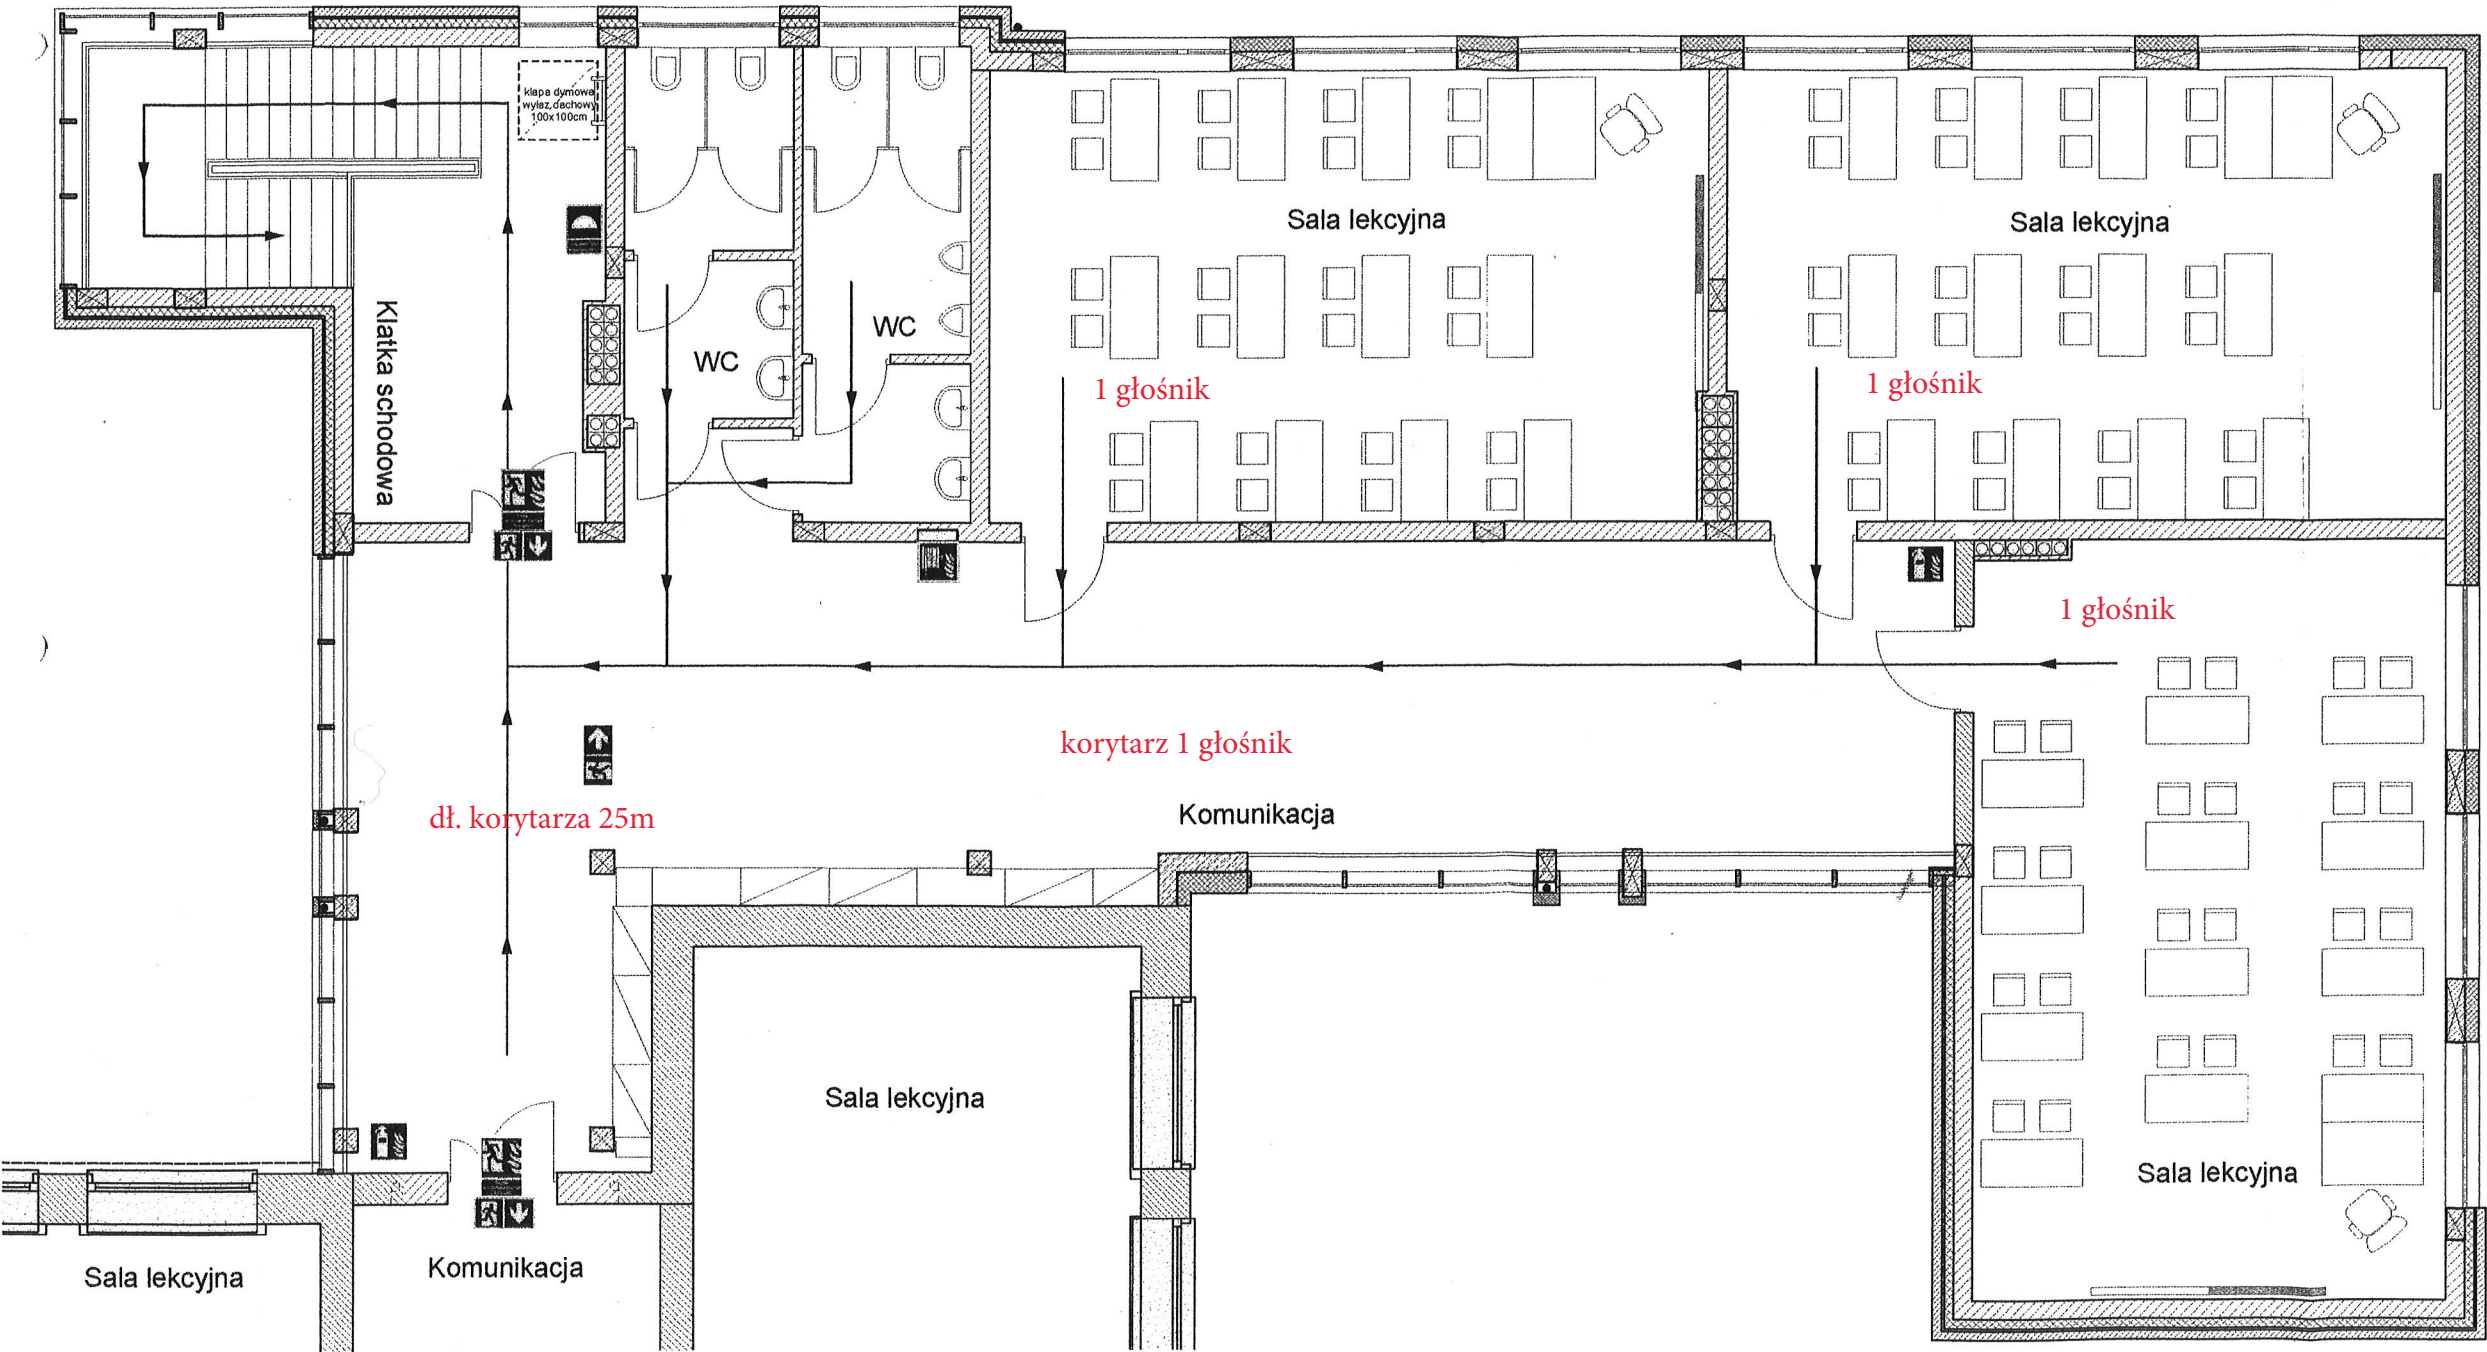 klapa dymowa
wyłaz dachowy
100x100cm
Sala lekcyjna
Sala lekcyjna
Klatka schodowa
WC
WC
1 głośnik
1 głośnik
1 głośnik
korytarz 1 głośnik
dł. korytarza 25m
Komunikacja
Sala lekcyjna
Sala lekcyjna
Komunikacja
Sala lekcyjna